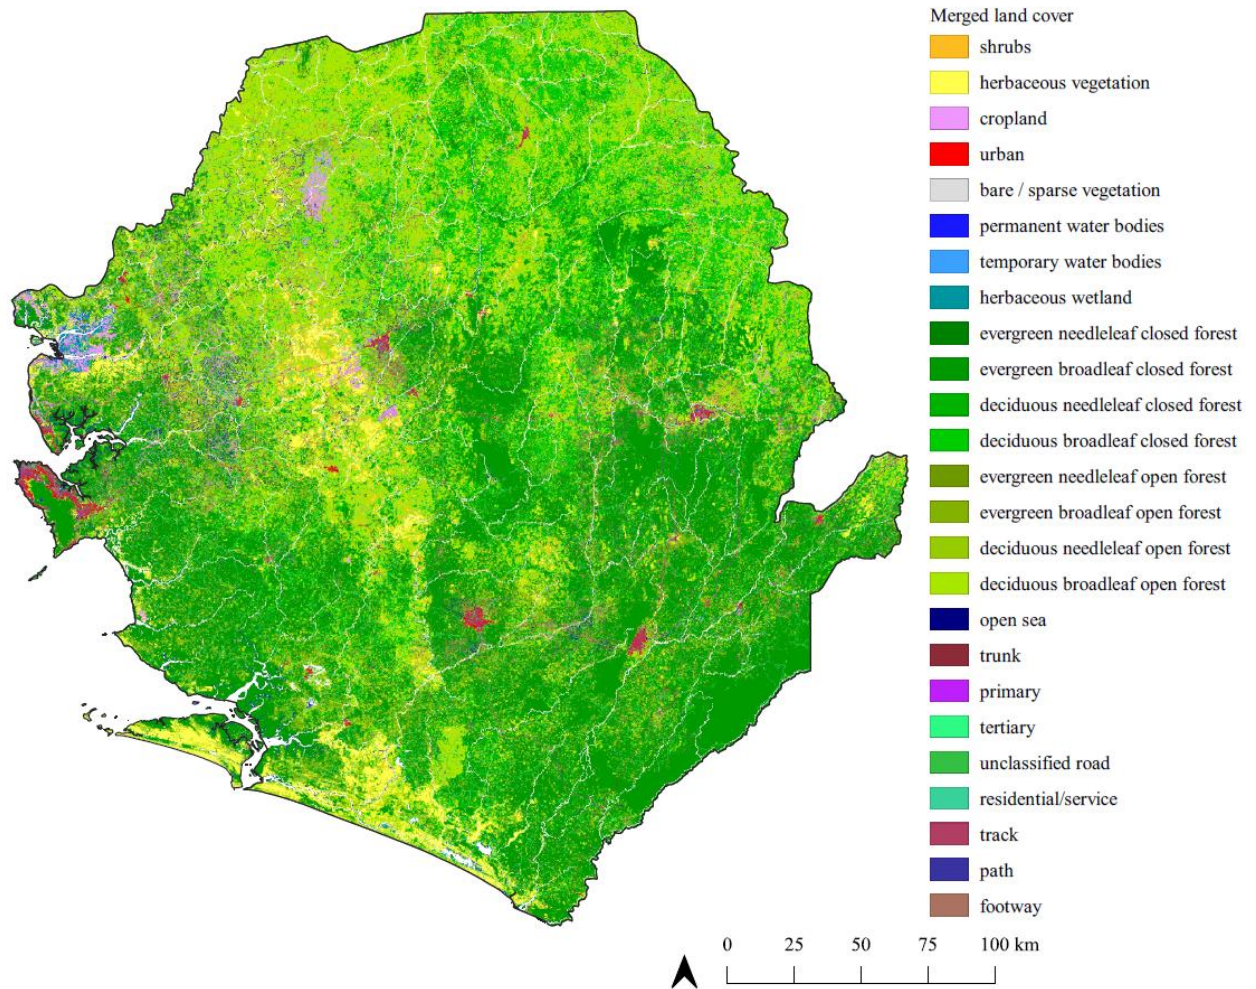 Merged land cover
shrubs
herbaceous vegetation
cropland
urban
bare / sparse vegetation
permanent water bodies
temporary water bodies
herbaceous wetland
evergreen needleleaf closed forest
evergreen broadleaf closed forest
deciduous needleleaf closed forest
deciduous broadleaf closed forest
evergreen needleleaf open forest
evergreen broadleaf open forest
deciduous needleleaf open forest
deciduous broadleaf open forest
open sea
trunk
primary
tertiary
unclassified road
residential/service
track
path
footway
0 25 50 75 100 km